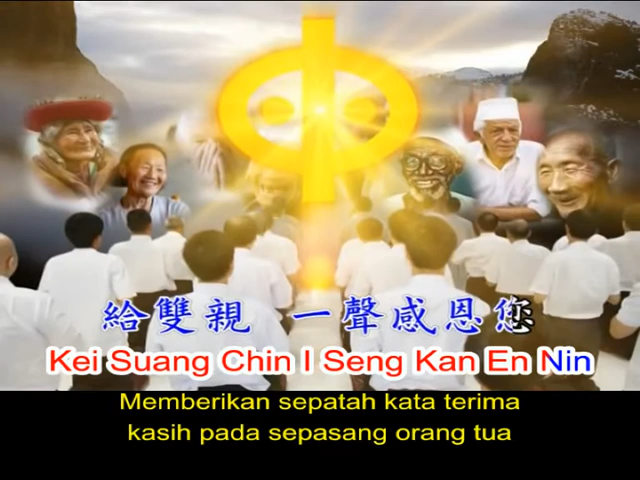 給雙親 一聲感恩您
Kei Suang Chin I Seng Kan En Nin
Memberikan sepatah kata terima
kasih pada sepasang orang tua